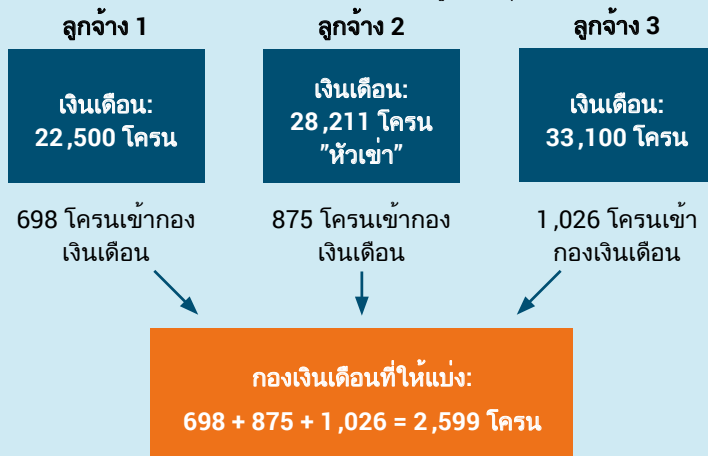 ลูกจ้าง 1
ลูกจ้าง 2
ลูกจ้าง 3
เงินเดือน:
22,500 โครน
เงินเดือน:
28,211 โครน
"หัวเข่า"
เงินเดือน:
33,100 โครน
698 โครนเข้ากอง
เงินเดือน
875 โครนเข้ากอง
เงินเดือน
1,026 โครนเข้า
กองเงินเดือน
กองเงินเดือนที่ให้แบ่ง:
698 + 875 + 1,026 = 2,599 โครน